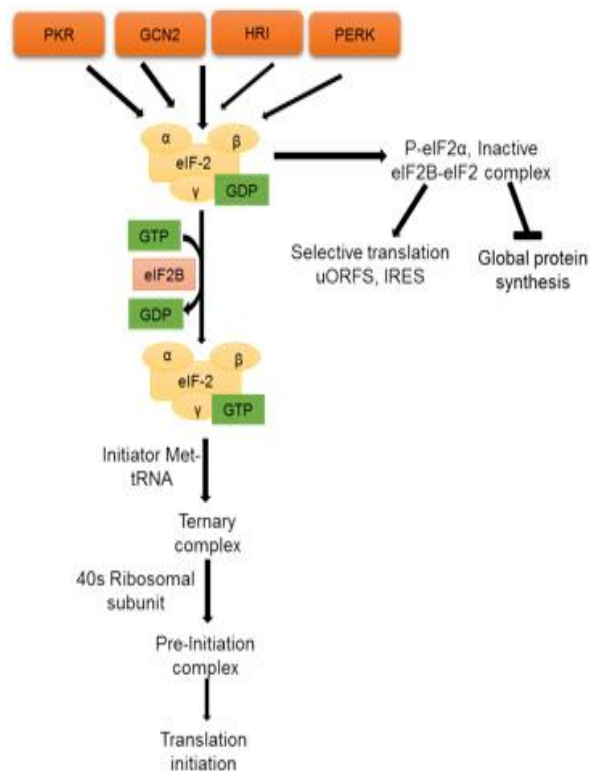 PKR
GCN2
HRI
PERK
α
β
eIF-2
γ
GDP
P-eIF2α, Inactive
eIF2B-eIF2 complex
GTP
eIF2B
GDP
Selective translation
uORFS, IRES
Global protein
synthesis
α
β
eIF-2
γ
GTP
Initiator Met-
tRNA
Ternary
complex
40s Ribosomal
subunit
Pre-Initiation
complex
Translation
initiation